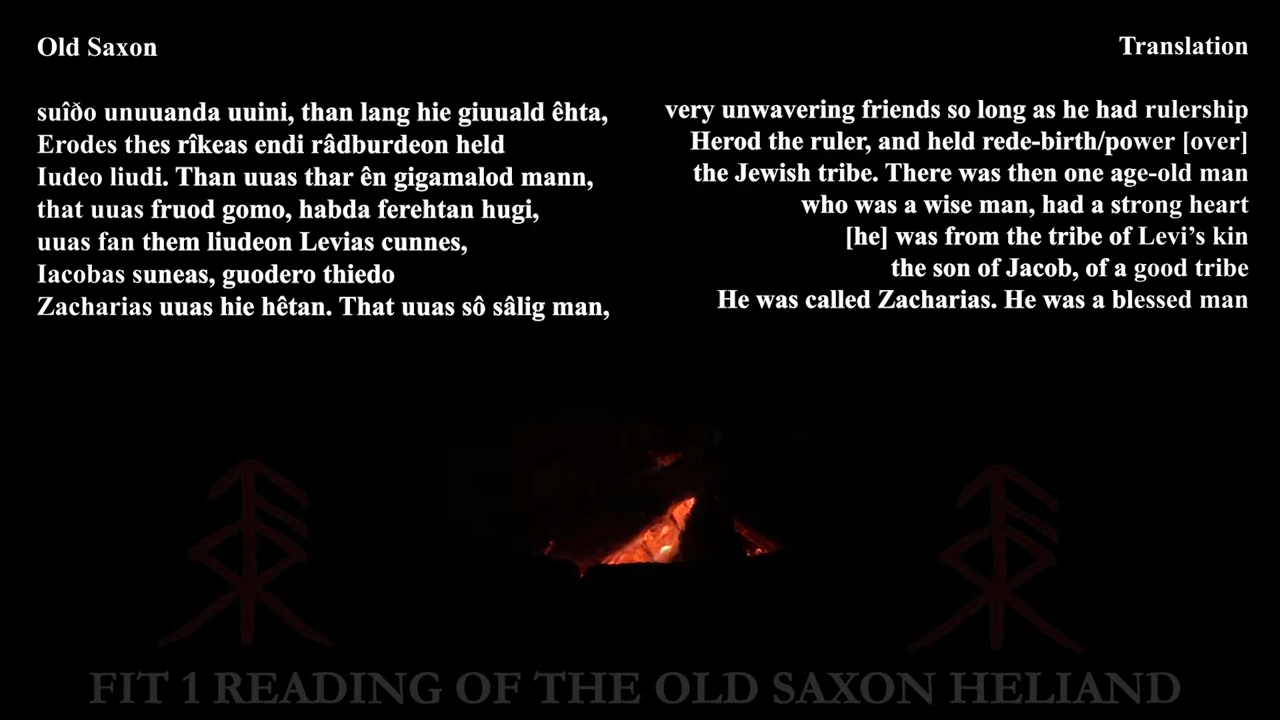 Old Saxon
suîðo unuuanda uuini, than lang hie giuuald êhta,
Erodes thes rîkeas endi râdburdeon held
Iudeo liudi. Than uuas thar ên gigamalod mann,
that uuas fruod gomo, habda ferehtan hugi,
uuas fan them liudeon Levias cunnes,
Iacobas suneas, guodero thiedo
Zacharias uuas hie hêtan. That uuas sô sâlig man,
Translation
very unwavering friends so long as he had rulership
Herod the ruler, and held rede-birth/power [over]
the Jewish tribe. There was then one age-old man
who was a wise man, had a strong heart
[he] was from the tribe of Levi’s kin
the son of Jacob, of a good tribe
He was called Zacharias. He was a blessed man
FIT 1 READING OF THE OLD SAXON HELIAND